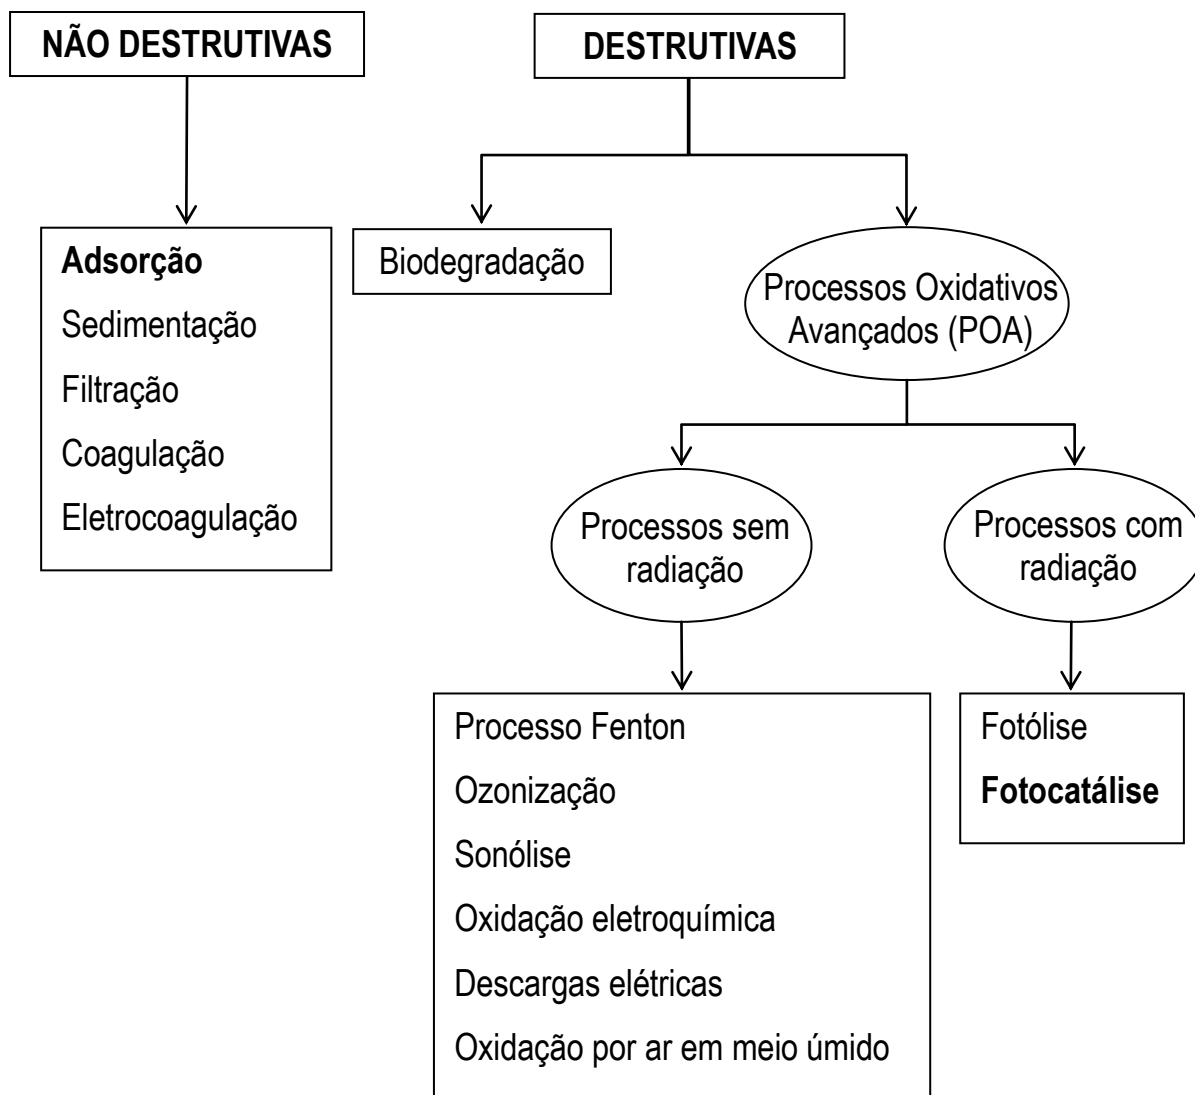 NÃO DESTRUTIVAS
DESTRUTIVAS
Adsorção
Sedimentação
Filtração
Coagulação
Eletrocoagulação
Biodegradação
Processos Oxidativos
Avançados (POA)
Processos sem
radiação
Processos com
radiação
Processo Fenton
Ozonização
Sonólise
Oxidação eletroquímica
Descargas elétricas
Oxidação por ar em meio úmido
Fotólise
Fotocatálise